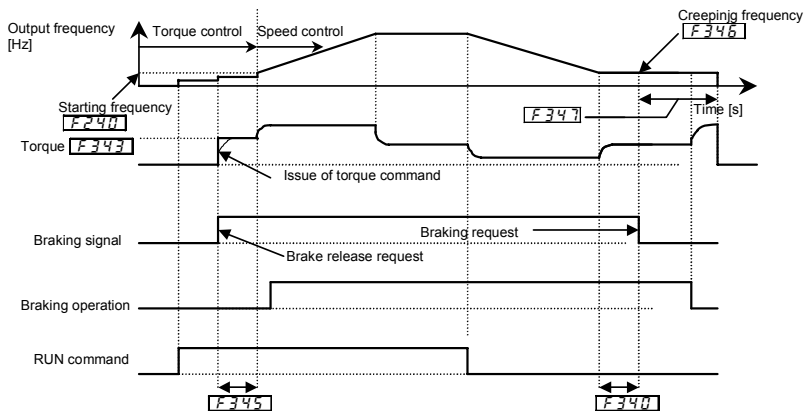 Output frequency
[Hz]
Torque control
Speed control
Creepinjg frequency
F346
Starting frequency
F240
F347
Time [s]
Torque F343
Issue of torque command
Braking signal
Braking request
Brake release request
Braking operation
RUN command
F345
F340